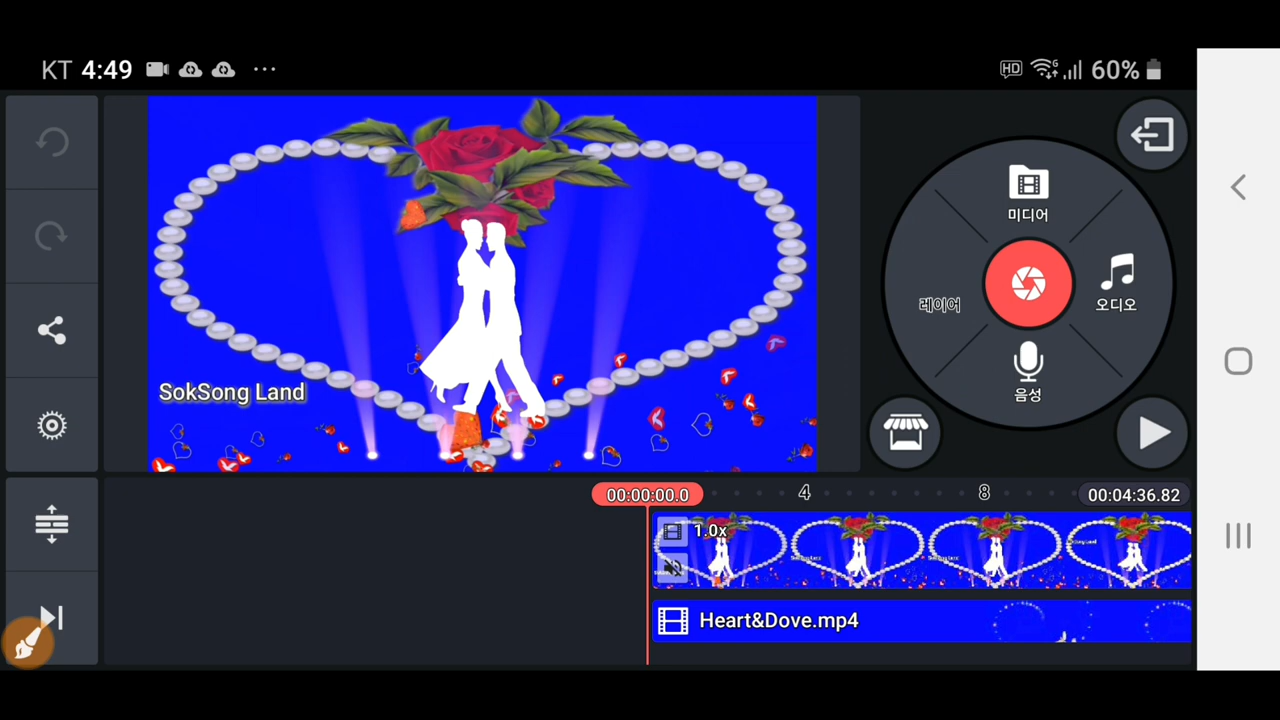 KT 4:49
HD 6 60%
미디어
레이어
오디오
음성
SokSong Land
00:00:00.0
4
8
00:04:36.82
1.0x
Heart&Dove.mp4